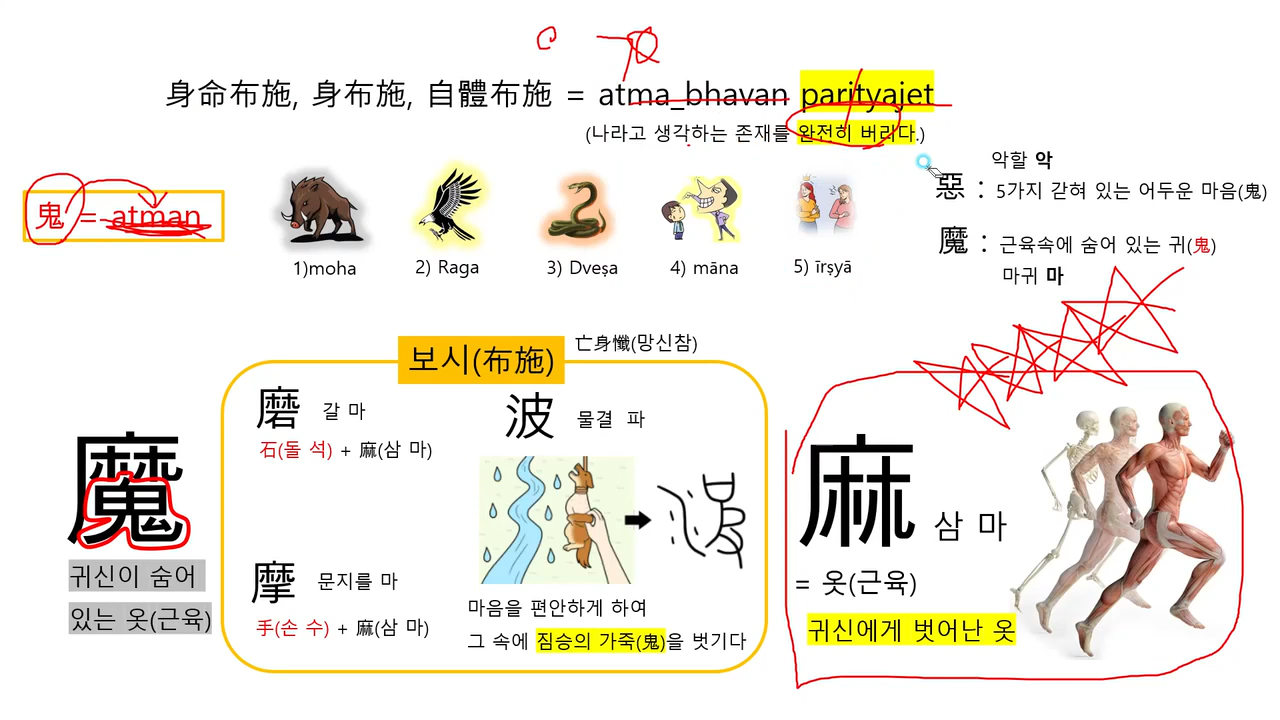 身命布施, 身布施, 自體布施 = atma_bhavan parityajet
(나라고 생각하는 존재를 완전히 버리다.)
鬼 = atman
1)moha
2) Raga
3) Dveṣa
4) māna
5) īrṣyā
악할 악
惡 : 5가지 갇혀 있는 어두운 마음(鬼)
魔 : 근육속에 숨어 있는 귀(鬼)
마귀 마
보시(布施)
亡身懺(망신참)
魔
귀신이 숨어
있는 옷(근육)
磨 갈 마
石(돌 석) + 麻(삼 마)
摩 문지를 마
手(손 수) + 麻(삼 마)
波 물결 파
마음을 편안하게 하여
그 속에 짐승의 가죽(鬼)을 벗기다
麻 삼 마
= 옷(근육)
귀신에게 벗어난 옷